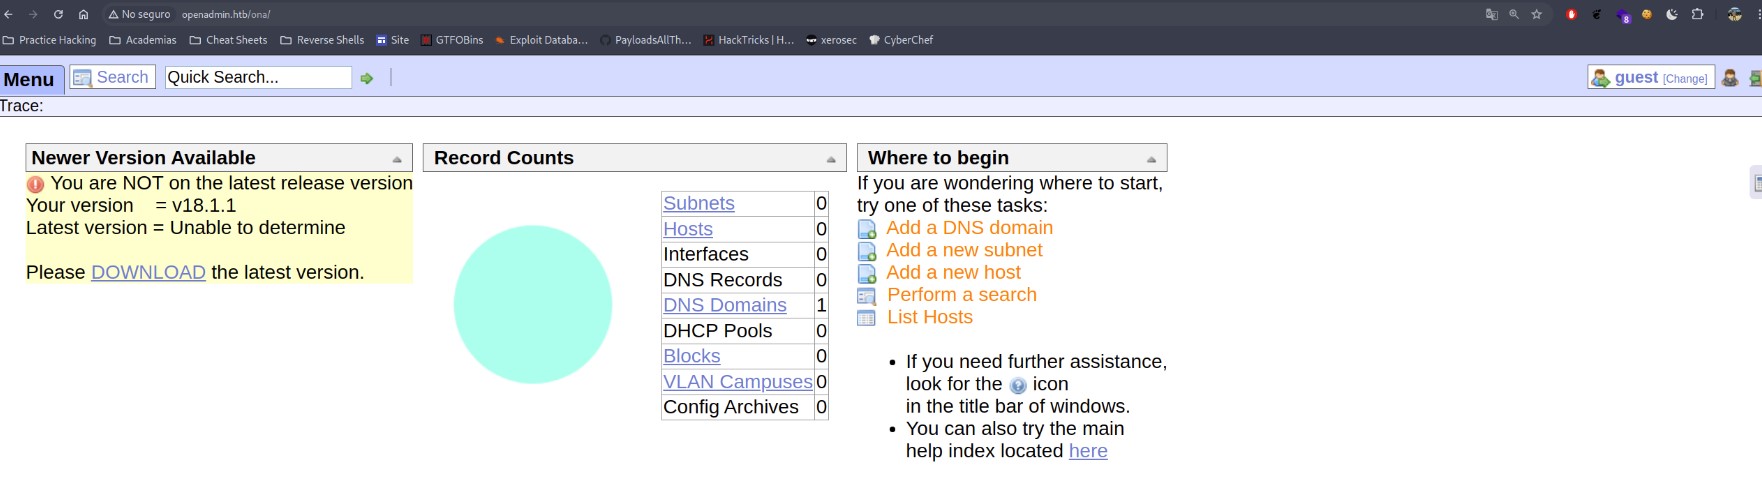 No seguro openadmin.htb/ona/
8
Practice Hacking Academias Cheat Sheets Reverse Shells Site GTFOBins Exploit Databa... PayloadsAllTh... HackTricks | H... xerosec CyberChef
Menu Search Quick Search... guest [Change]
Trace:
Newer Version Available
You are NOT on the latest release version
Your version = v18.1.1
Latest version = Unable to determine
Please DOWNLOAD the latest version.
Record Counts
Subnets 0
Hosts 0
Interfaces 0
DNS Records 0
DNS Domains 1
DHCP Pools 0
Blocks 0
VLAN Campuses 0
Config Archives 0
Where to begin
If you are wondering where to start,
try one of these tasks:
Add a DNS domain
Add a new subnet
Add a new host
Perform a search
List Hosts
• If you need further assistance,
look for the ? icon
in the title bar of windows.
• You can also try the main
help index located here